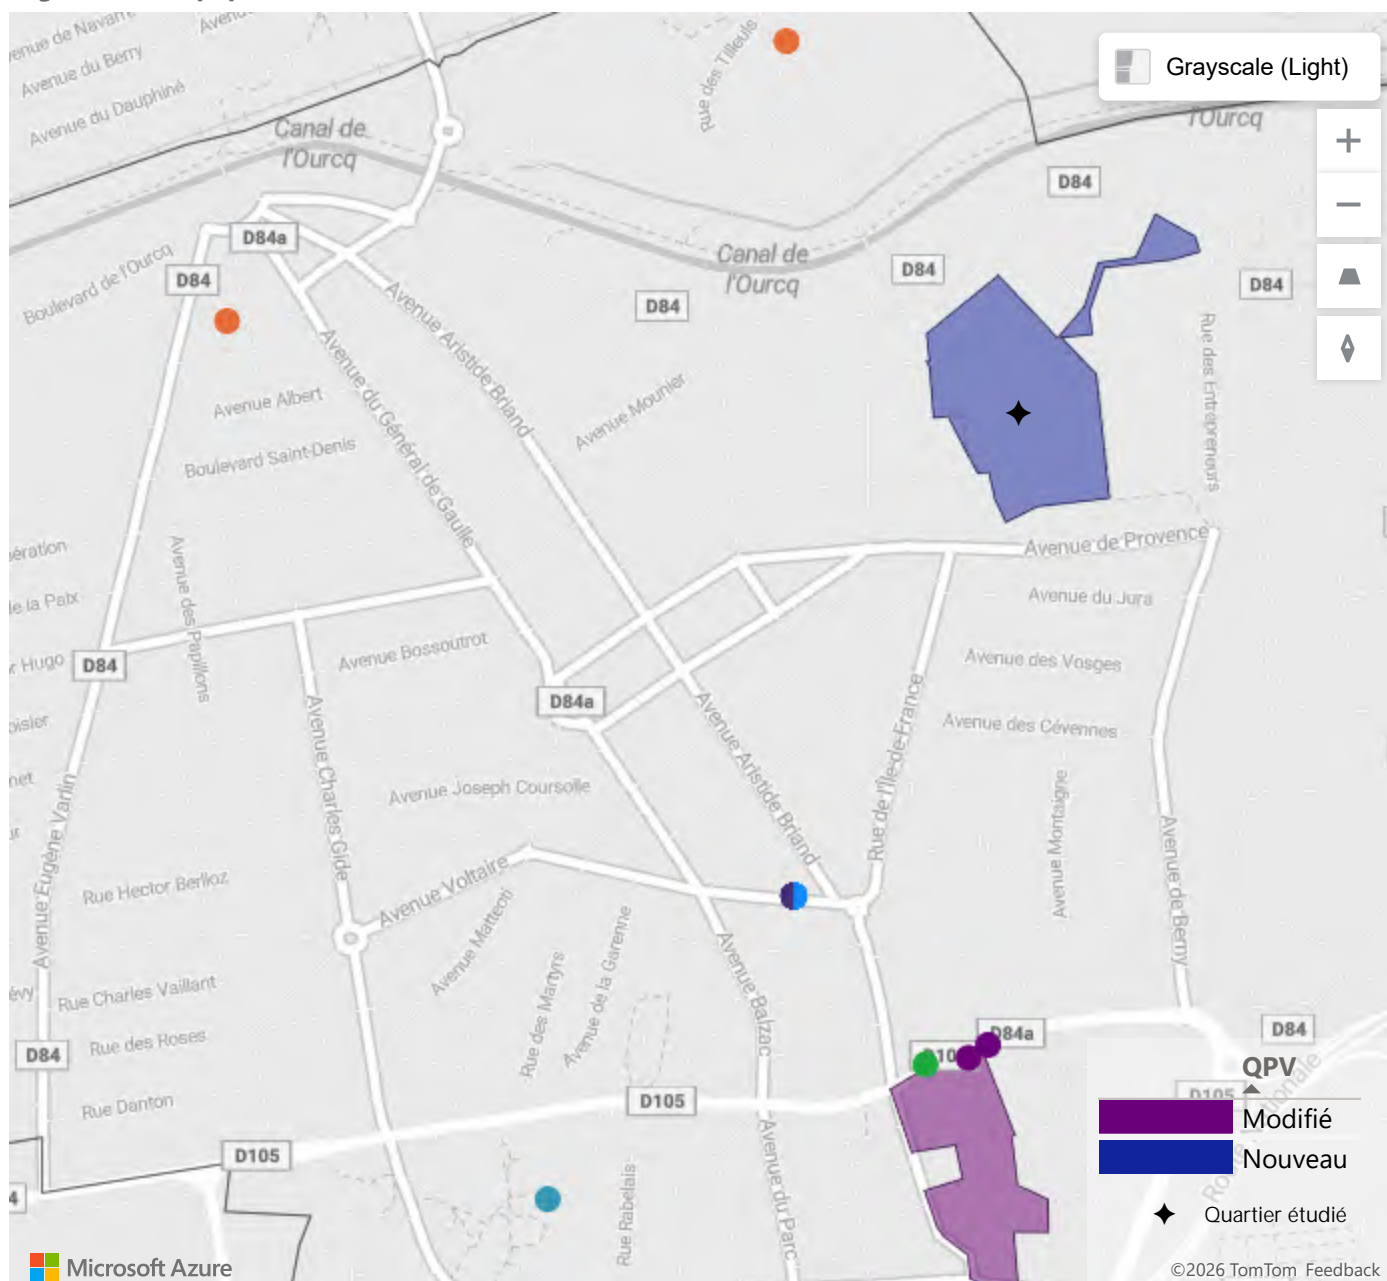 Avenue du Berry
Avenue du Dauphiné
Canal de
l'Ourcq
Rue des Tilleuls
Grayscale (Light)
l'Ourcq
D84
D84a
D84
Boulevard de l'Ourcq
Canal de
l'Ourcq
D84
D84
D84
Avenue Aristide Briand
Avenue du Général de Gaulle
Avenue Albert
Boulevard Saint-Denis
Avenue Mounier
Rue des Entrepreneurs
Avenue de Provence
Avenue du Jura
Avenue des Vosges
Avenue des Cévennes
de la Paix
r Hugo
D84
Avenue des Papillons
Avenue Bossoutrot
D84a
Avenue Aristide Briand
Rue de l'Île-de-France
Avenue Charles Gide
Avenue Joseph Coursolle
Avenue Montaigne
Avenue de Berny
Avenue Eugène Varlin
Rue Hector Berlioz
Avenue Voltaire
Avenue Matteoti
Rue des Martyrs
Avenue de la Garenne
Avenue Balzac
Rue Charles Vaillant
Rue des Roses
Rue Danton
D84
D84a
D84
D105
D105
D105
Avenue du Parc
Rue Rabelais
QPV
Modifié
Nouveau
Quartier étudié
Microsoft Azure
©2026 TomTom Feedback